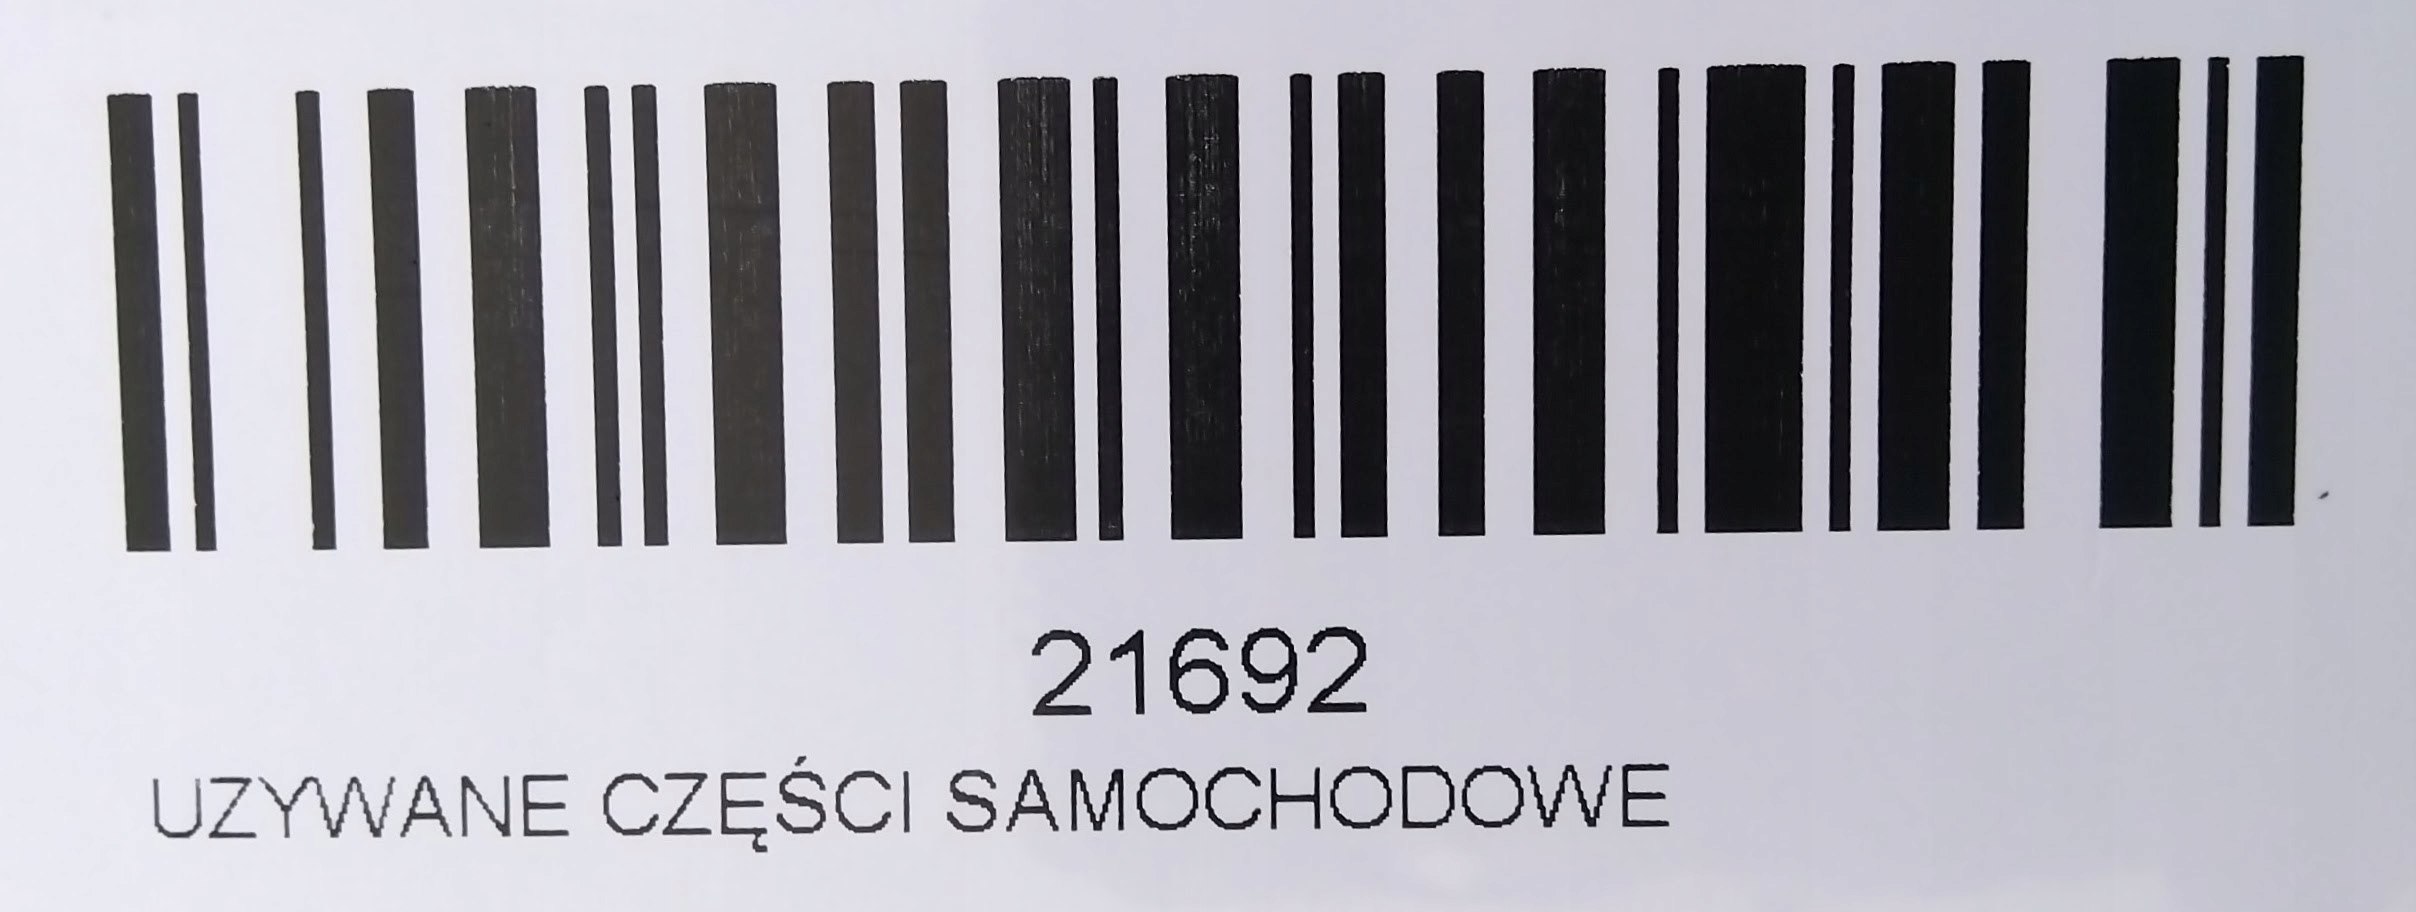 21692
UZYWANE CZĘŚCI SAMOCHODOWE